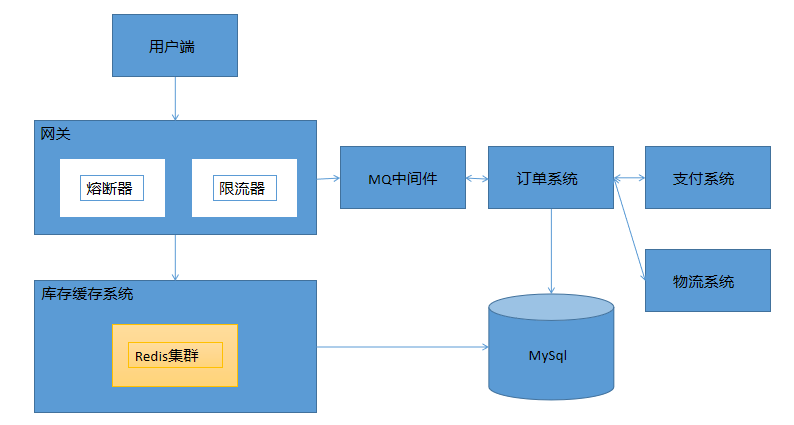 用户端
网关
熔断器
限流器
MQ中间件
订单系统
支付系统
物流系统
库存缓存系统
Redis集群
MySql